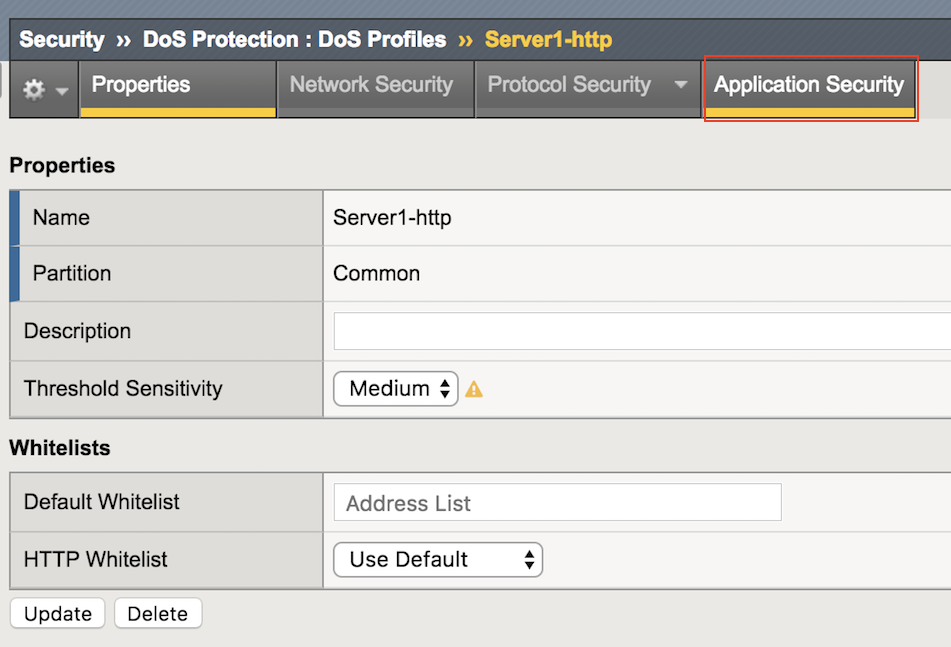 Security ›› DoS Protection : DoS Profiles ›› Server1-http
Properties Network Security Protocol Security Application Security
Properties
Name Server1-http
Partition Common
Description
Threshold Sensitivity Medium
Whitelists
Default Whitelist Address List
HTTP Whitelist Use Default
Update Delete